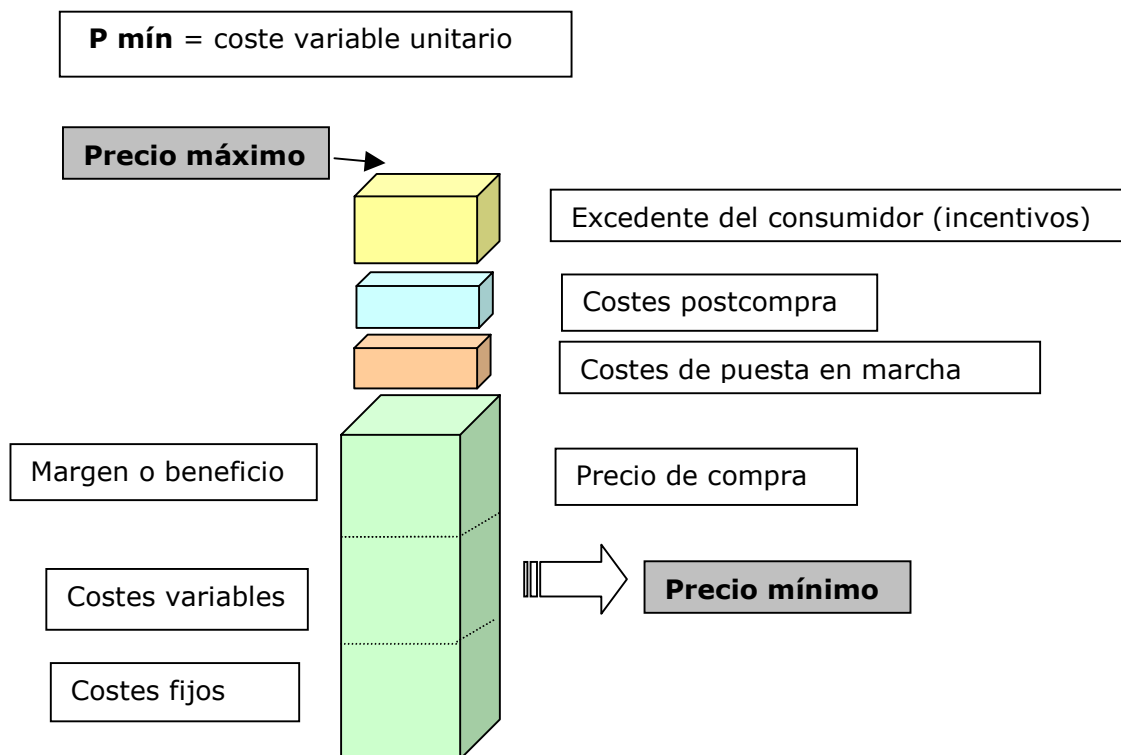 P mín = coste variable unitario
Precio máximo
Excedente del consumidor (incentivos)
Costes postcompra
Costes de puesta en marcha
Margen o beneficio
Precio de compra
Costes variables
Precio mínimo
Costes fijos